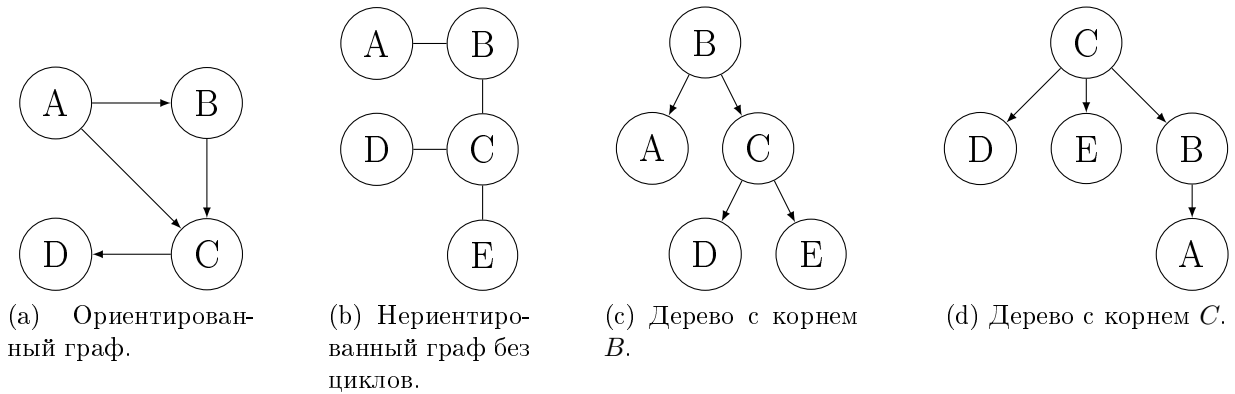 A
B
D
C
(a) Ориентирован-
ный граф.
A
B
D
C
E
(b) Нериентиро-
ванный граф без
циклов.
B
A
C
D
E
(c) Дерево с корнем
B.
C
D
E
B
A
(d) Дерево с корнем C.